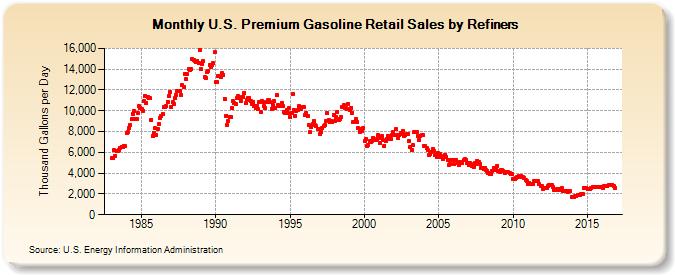 Monthly U.S. Premium Gasoline Retail Sales by Refiners
Thousand Gallons per Day
16,000
14,000
12,000
10,000
8,000
6,000
4,000
2,000
0
1985 1990 1995 2000 2005 2010 2015
Source: U.S. Energy Information Administration